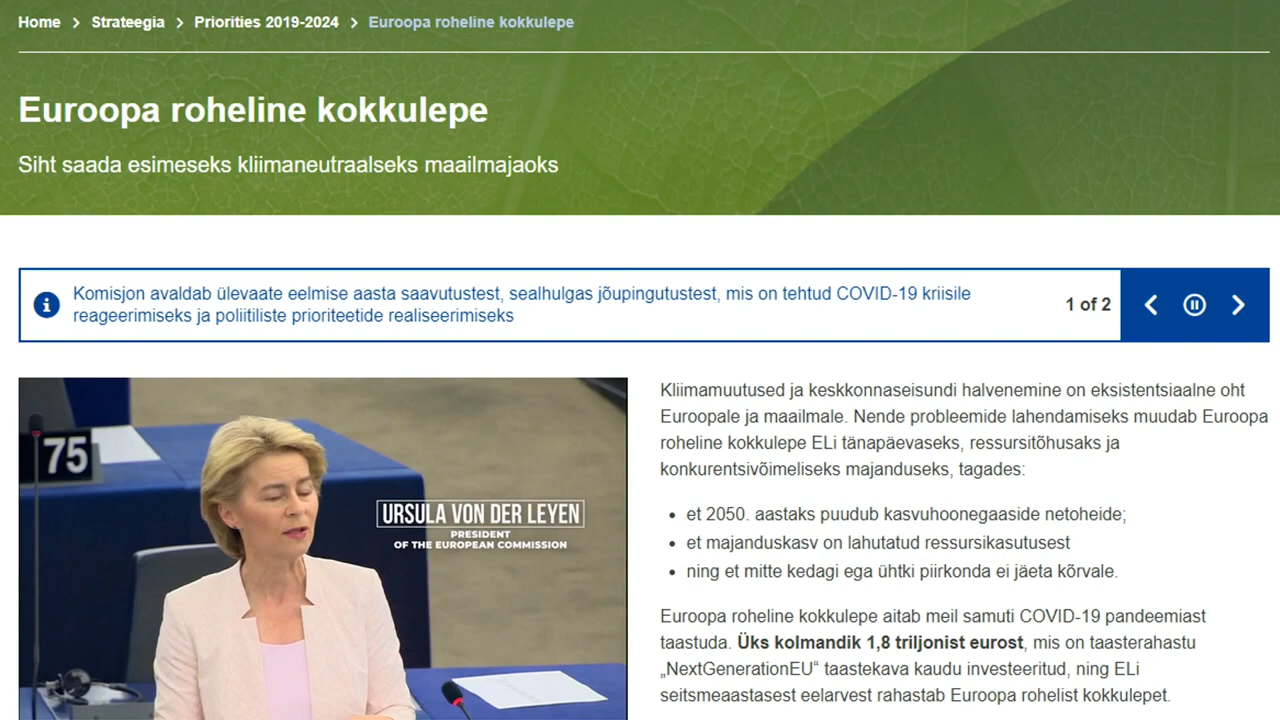 Home > Strateegia > Priorities 2019-2024 > Euroopa roheline kokkulepe
Euroopa roheline kokkulepe
Siht saada esimeseks kliimaneutraalseks maailmajaoks
Komisjon avaldab ülevaate eelmise aasta saavutustest, sealhulgas jõupingutustest, mis on tehtud COVID-19 kriisile
reageerimiseks ja poliitiliste prioriteetide realiseerimiseks
1 of 2
75
URSULA VON DER LEYEN
PRESIDENT
OF THE EUROPEAN COMMISSION
Kliimamuutused ja keskkonnaseisundi halvenemine on eksistentsiaalne oht
Euroopale ja maailmale. Nende probleemide lahendamiseks muudab Euroopa
roheline kokkulepe ELi tänapäevaseks, ressursitõhusaks ja
konkurentsivõimeliseks majanduseks, tagades:
• et 2050. aastaks puudub kasvuhoonegaaside netoheide;
• et majanduskasv on lahutatud ressursikasutusest
• ning et mitte kedagi ega ühtki piirkonda ei jäeta kõrvale.
Euroopa roheline kokkulepe aitab meil samuti COVID-19 pandeemiast
taastuda. Üks kolmandik 1,8 triljonist eurost, mis on taasterahastu
„NextGenerationEU“ taastekava kaudu investeeritud, ning ELi
seitsmeaastasest eelarvest rahastab Euroopa rohelist kokkulepet.